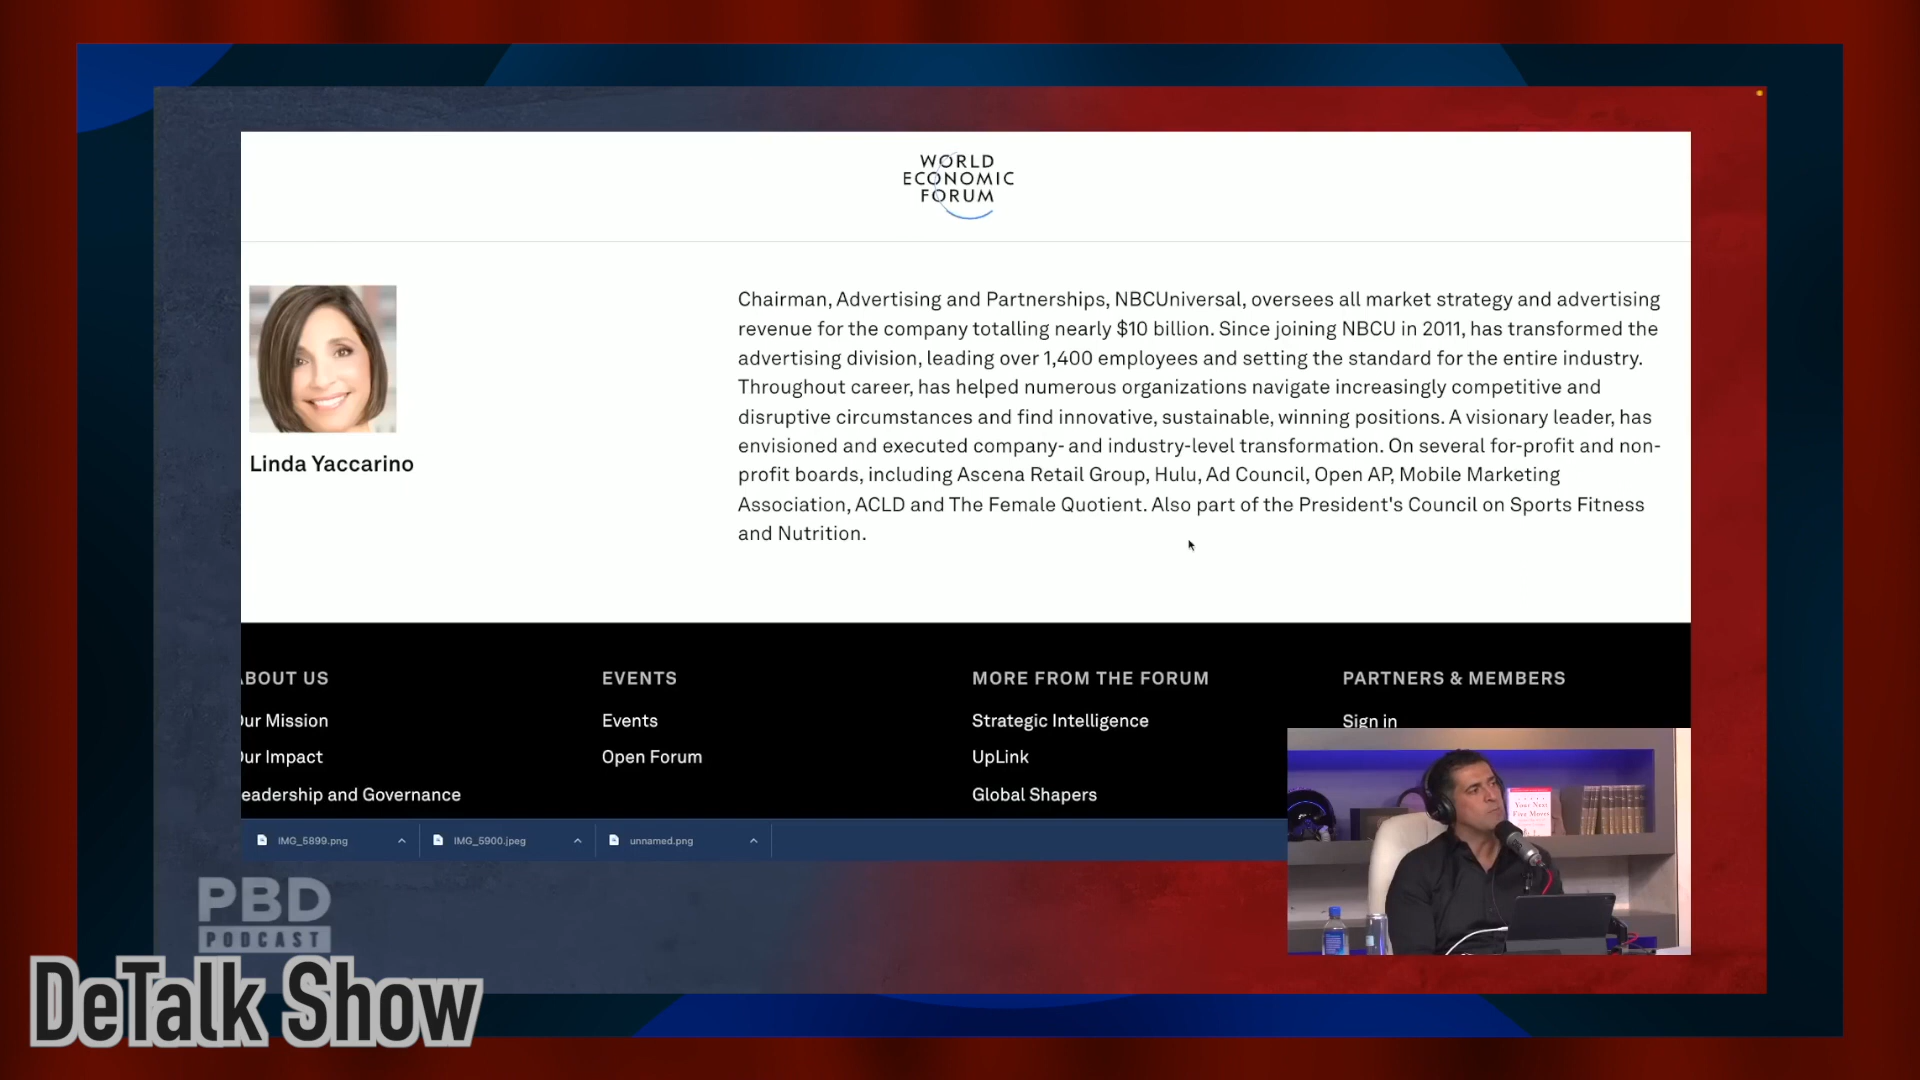 WORLD
ECONOMIC
FORUM
Linda Yaccarino
Chairman, Advertising and Partnerships, NBCUniversal, oversees all market strategy and advertising
revenue for the company totalling nearly $10 billion. Since joining NBCU in 2011, has transformed the
advertising division, leading over 1,400 employees and setting the standard for the entire industry.
Throughout career, has helped numerous organizations navigate increasingly competitive and
disruptive circumstances and find innovative, sustainable, winning positions. A visionary leader, has
envisioned and executed company- and industry-level transformation. On several for-profit and non-
profit boards, including Ascena Retail Group, Hulu, Ad Council, Open AP, Mobile Marketing
Association, ACLD and The Female Quotient. Also part of the President's Council on Sports Fitness
and Nutrition.
BOUT US
ur Mission
ur Impact
eadership and Governance
EVENTS
Events
Open Forum
MORE FROM THE FORUM
Strategic Intelligence
UpLink
Global Shapers
PARTNERS & MEMBERS
Sign in
IMG_5899.png
IMG_5900.jpeg
unnamed.png
Your Next
Five Moves
PBD
PODCAST
DeTalk Show